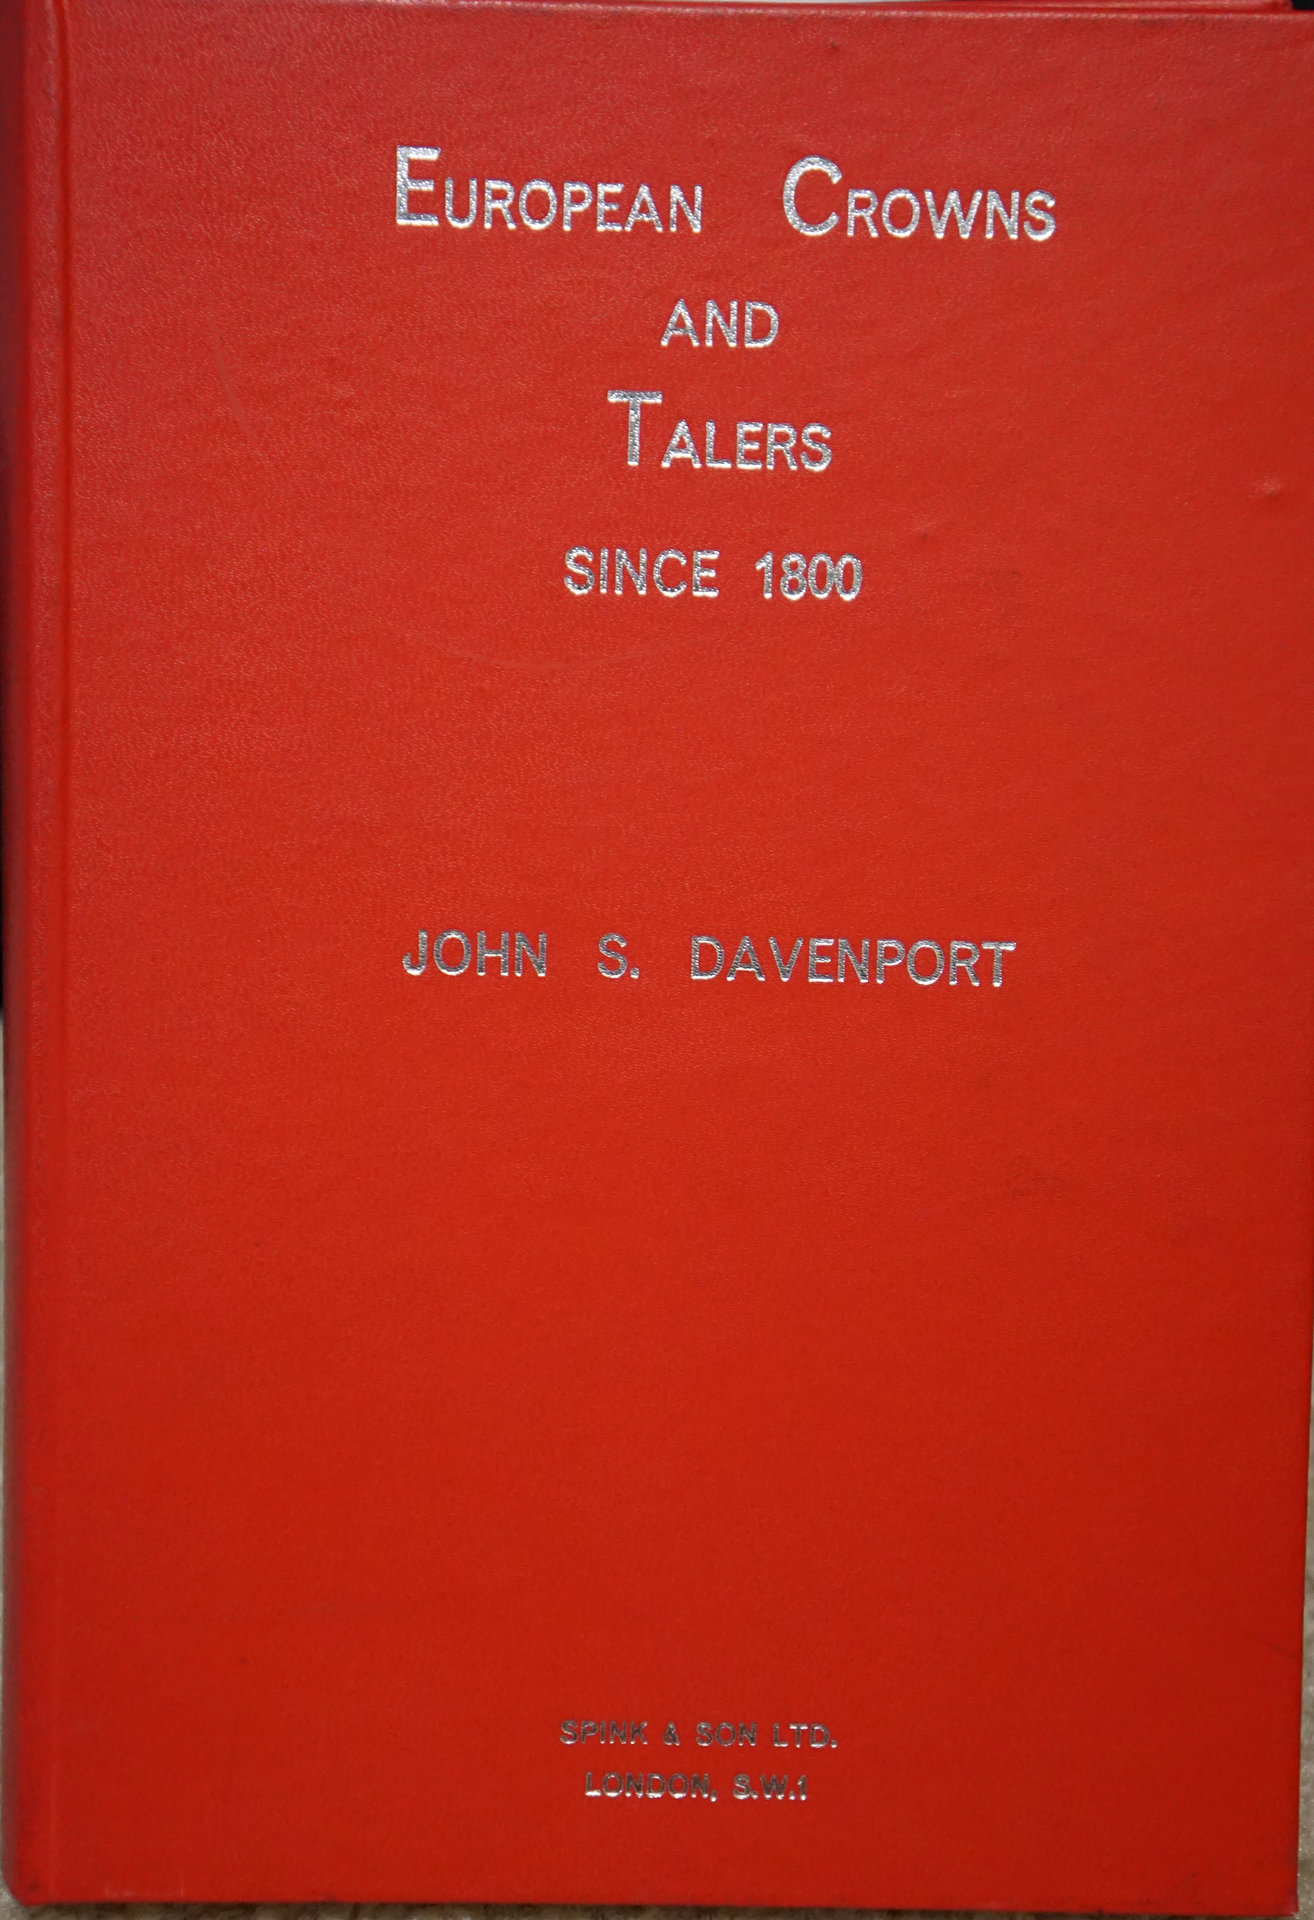 EUROPEAN CROWNS
AND
TALERS
SINCE 1800
JOHN S. DAVENPORT
SPINK & SON LTD.
LONDON, S.W.1